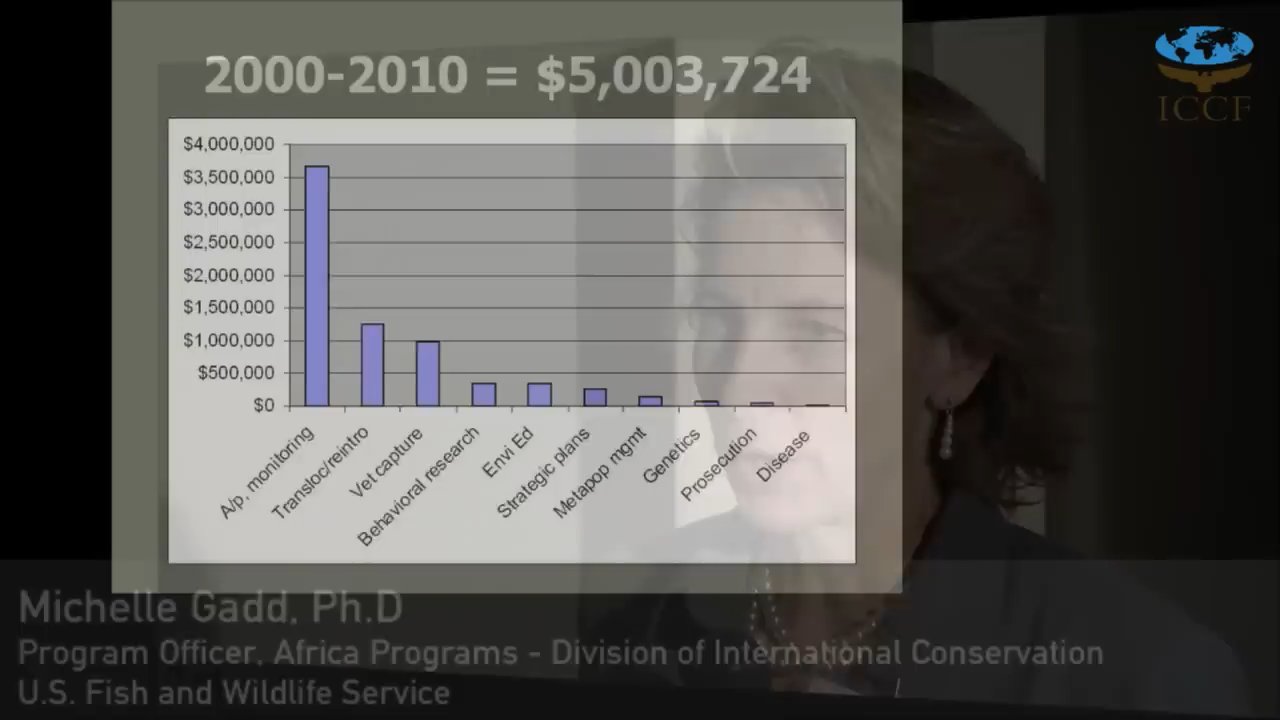 2000-2010 = $5,003,724
ICCF
$4,000,000
$3,500,000
$3,000,000
$2,500,000
$2,000,000
$1,500,000
$1,000,000
$500,000
$0
A/p, monitoring
Transloc/reintro
Vet capture
Behavioral research
Envi Ed
Strategic plans
Metapop mgmt
Genetics
Prosecution
Disease
Michelle Gadd, Ph.D
Program Officer, Africa Programs - Division of International Conservation
U.S. Fish and Wildlife Service